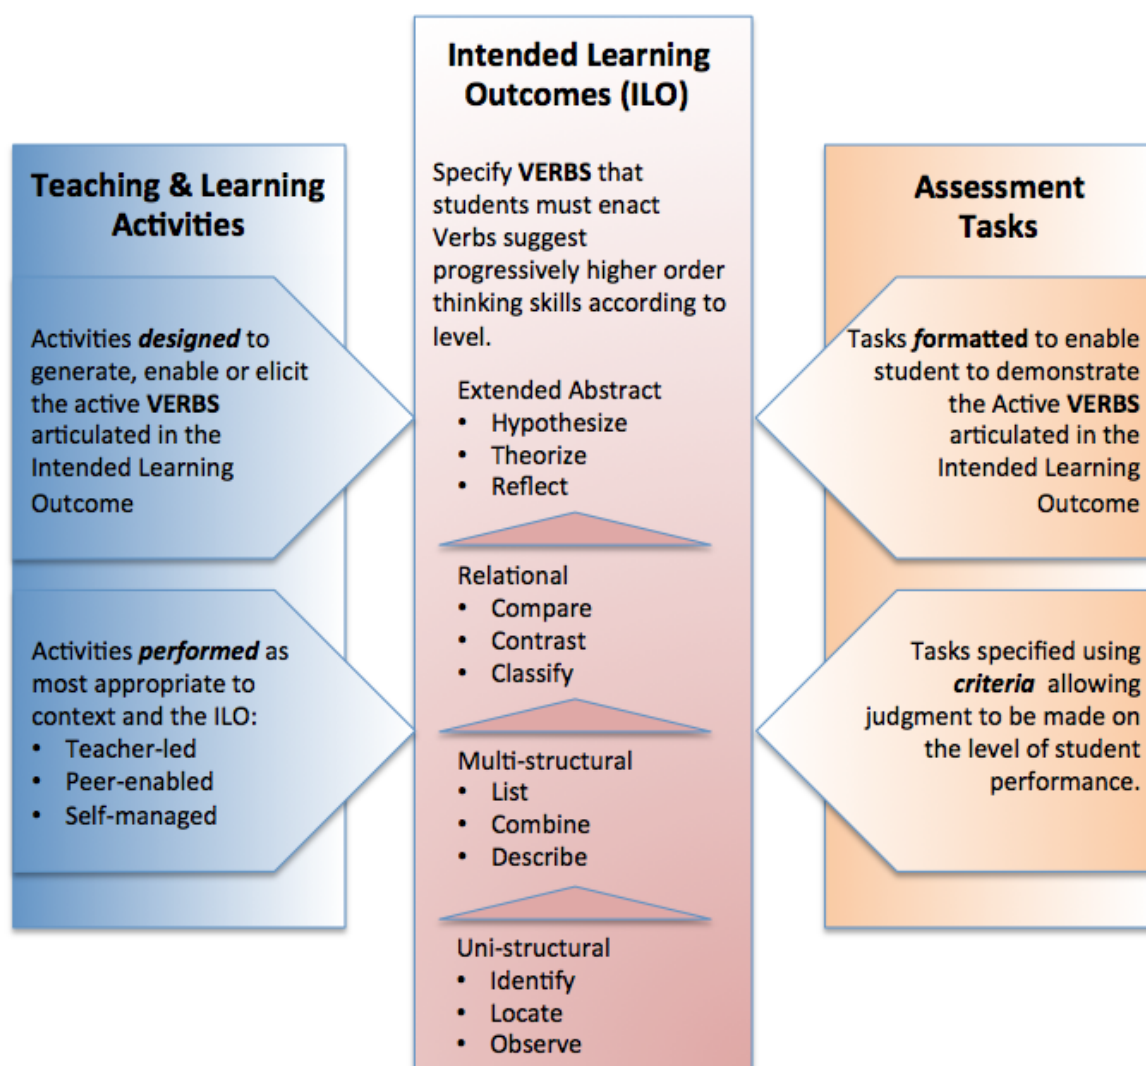 Teaching & Learning
Activities
Activities designed to
generate, enable or elicit
the active VERBS
articulated in the
Intended Learning
Outcome
Activities performed as
most appropriate to
context and the ILO:
• Teacher-led
• Peer-enabled
• Self-managed
Intended Learning
Outcomes (ILO)
Specify VERBS that
students must enact
Verbs suggest
progressively higher order
thinking skills according to
level.
Extended Abstract
• Hypothesize
• Theorize
• Reflect
Relational
• Compare
• Contrast
• Classify
Multi-structural
• List
• Combine
• Describe
Uni-structural
• Identify
• Locate
• Observe
Assessment
Tasks
Tasks formatted to enable
student to demonstrate
the Active VERBS
articulated in the
Intended Learning
Outcome
Tasks specified using
criteria allowing
judgment to be made on
the level of student
performance.